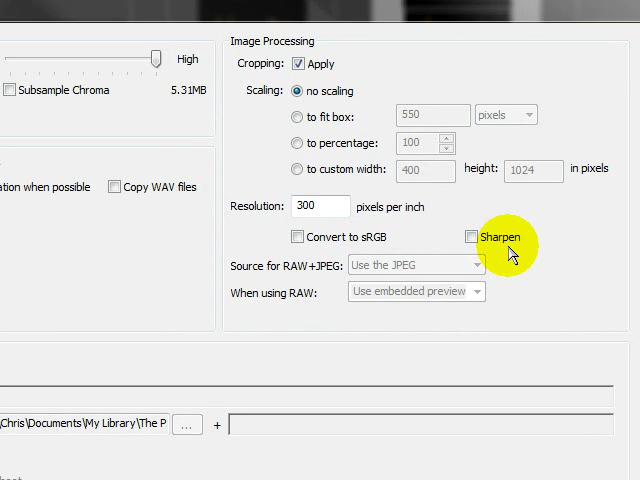 Image Processing
Cropping: Apply
High
Scaling: no scaling
Subsample Chroma 5.31MB
to fit box: 550 pixels
to percentage: 100
to custom width: 400 height: 1024 in pixels
ation when possible Copy WAV files
Resolution: 300 pixels per inch
Convert to sRGB Sharpen
Source for RAW+JPEG: Use the JPEG
When using RAW: Use embedded preview
\Chris\Documents\My Library\The P ... +